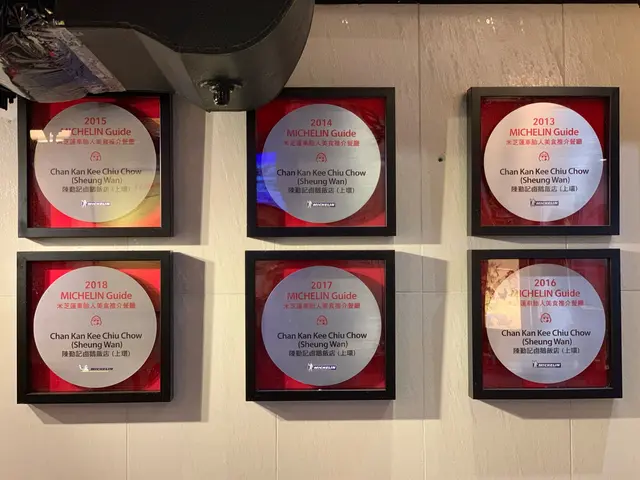 2015
MICHELIN Guide
米芝蓮車胎人美食推介餐廳
Chan Kan Kee Chiu Chow
(Sheung Wan)
陳勤記鹵鵝飯店 (上環)
MICHELIN
2014
MICHELIN Guide
米芝蓮車胎人美食推介餐廳
Chan Kan Kee Chiu Chow
(Sheung Wan)
陳勤記鹵鵝飯店 (上環)
MICHELIN
2013
MICHELIN Guide
米芝蓮車胎人美食推介餐廳
Chan Kan Kee Chiu Chow
(Sheung Wan)
陳勤記鹵鵝飯店 (上環)
MICHELIN
2018
MICHELIN Guide
米芝蓮車胎人美食推介餐廳
Chan Kan Kee Chiu Chow
(Sheung Wan)
陳勤記鹵鵝飯店 (上環)
MICHELIN
2017
MICHELIN Guide
米芝蓮車胎人美食推介餐廳
Chan Kan Kee Chiu Chow
(Sheung Wan)
陳勤記鹵鵝飯店 (上環)
MICHELIN
2016
MICHELIN Guide
米芝蓮車胎人美食推介餐廳
Chan Kan Kee Chiu Chow
(Sheung Wan)
陳勤記鹵鵝飯店 (上環)
MICHELIN